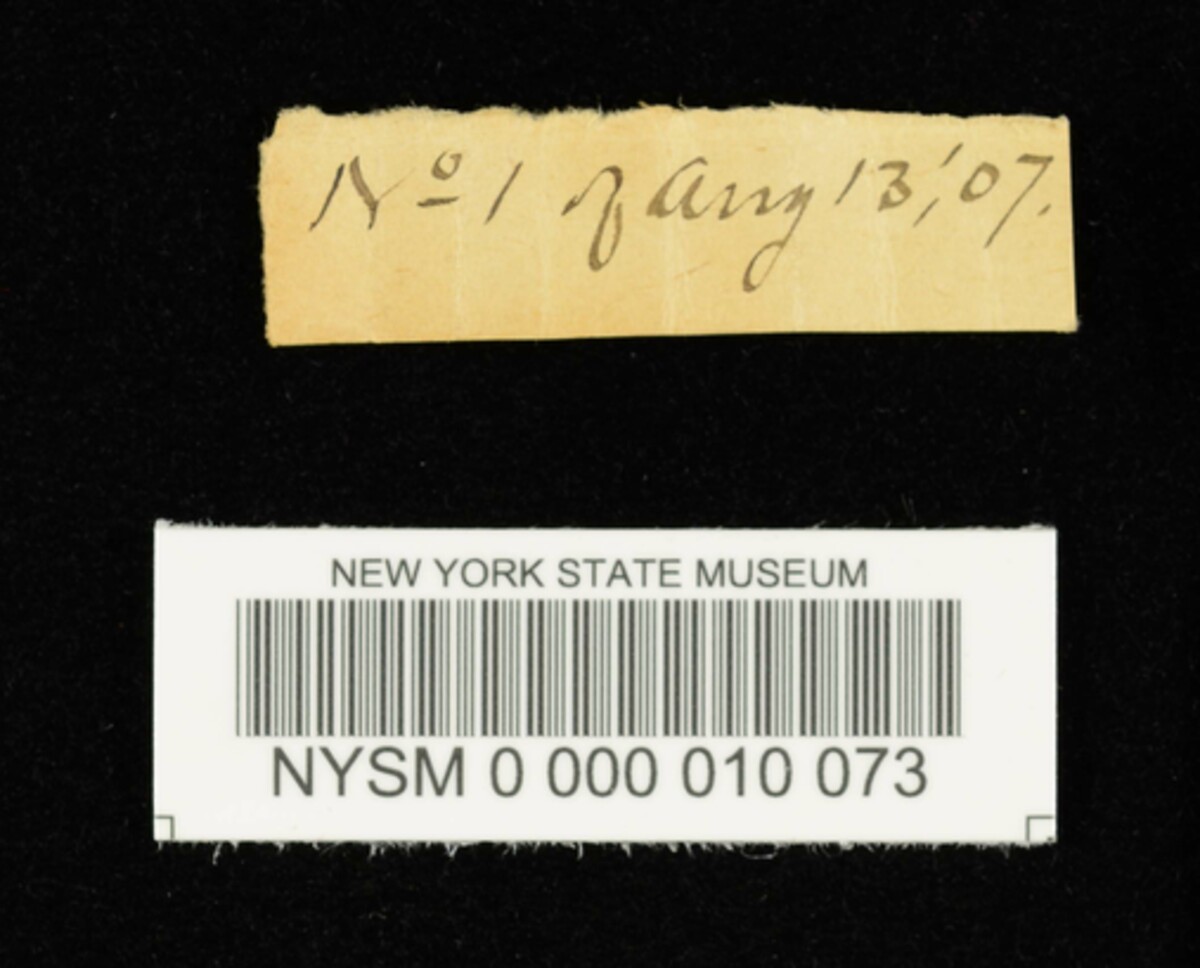 Nº 1 of Aug 13, '07.
NEW YORK STATE MUSEUM
NYSM 0 000 010 073